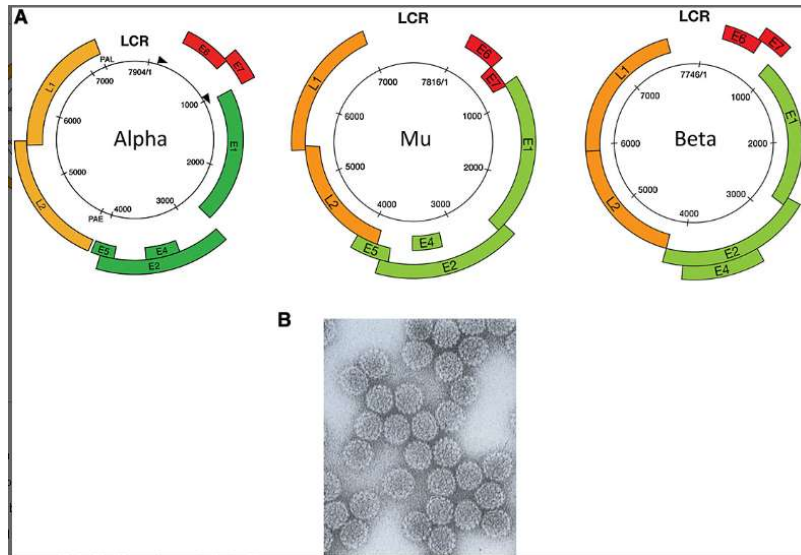 A
LCR
PAL
7904/1
7000
1000
6000
Alpha
2000
5000
3000
4000
PAE
L1
L2
E6
E7
E1
E5
E4
E2
LCR
7816/1
7000
1000
6000
Mu
5000
2000
4000
3000
L1
L2
E6
E7
E1
E5
E4
E2
LCR
7746/1
7000
1000
6000
Beta
2000
5000
3000
4000
L1
L2
E6
E7
E1
E2
E4
B